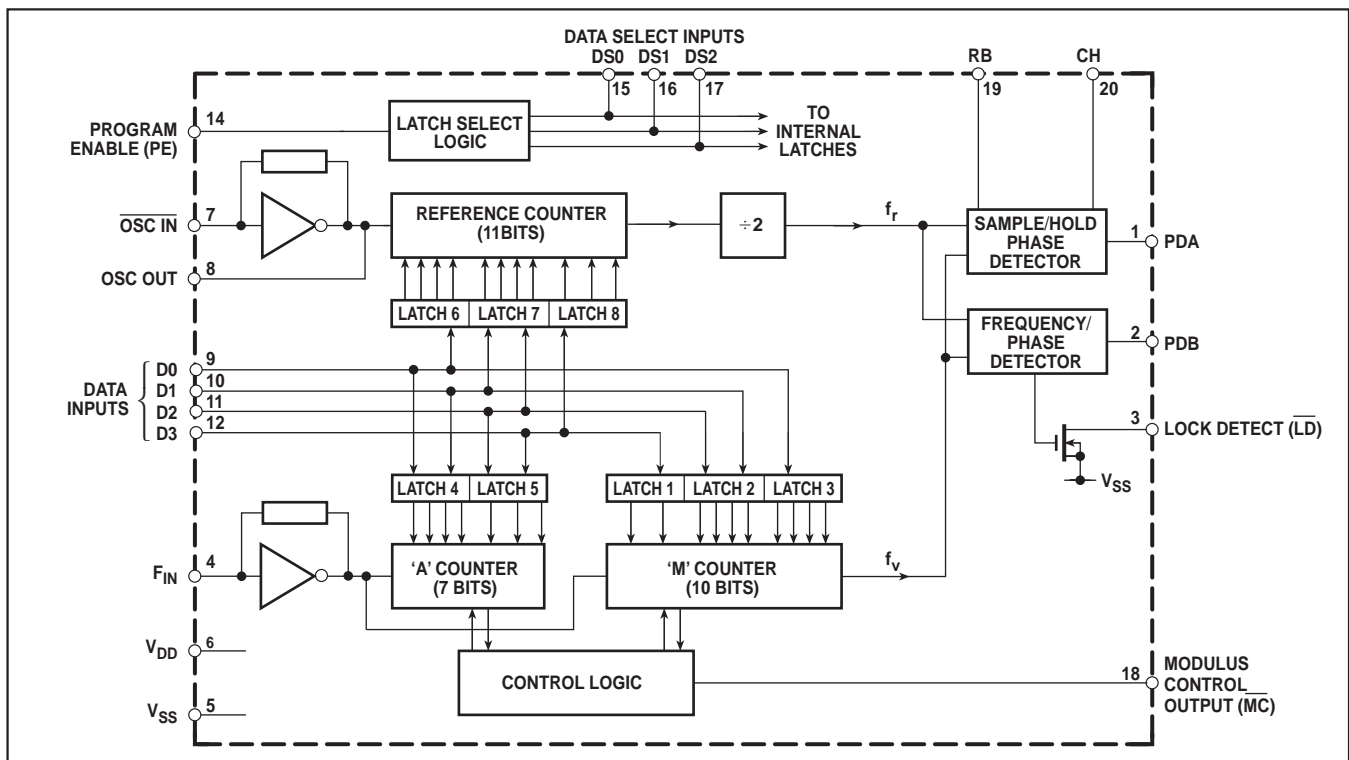 DATA SELECT INPUTS
DS0 DS1 DS2
15 16 17
RB
19
CH
20
PROGRAM
ENABLE (PE)
14
LATCH SELECT
LOGIC
TO
INTERNAL
LATCHES
OSC IN
7
OSC OUT
8
REFERENCE COUNTER
(11BITS)
÷2
fr
SAMPLE/HOLD
PHASE
DETECTOR
1
PDA
LATCH 6 LATCH 7 LATCH 8
FREQUENCY/
PHASE
DETECTOR
2
PDB
DATA
INPUTS
D0 9
D1 10
D2 11
D3 12
3
LOCK DETECT (LD)
VSS
LATCH 4 LATCH 5
LATCH 1 LATCH 2 LATCH 3
FIN
4
'A' COUNTER
(7 BITS)
'M' COUNTER
(10 BITS)
fv
VDD
6
VSS
5
CONTROL LOGIC
18
MODULUS
CONTROL
OUTPUT (MC)